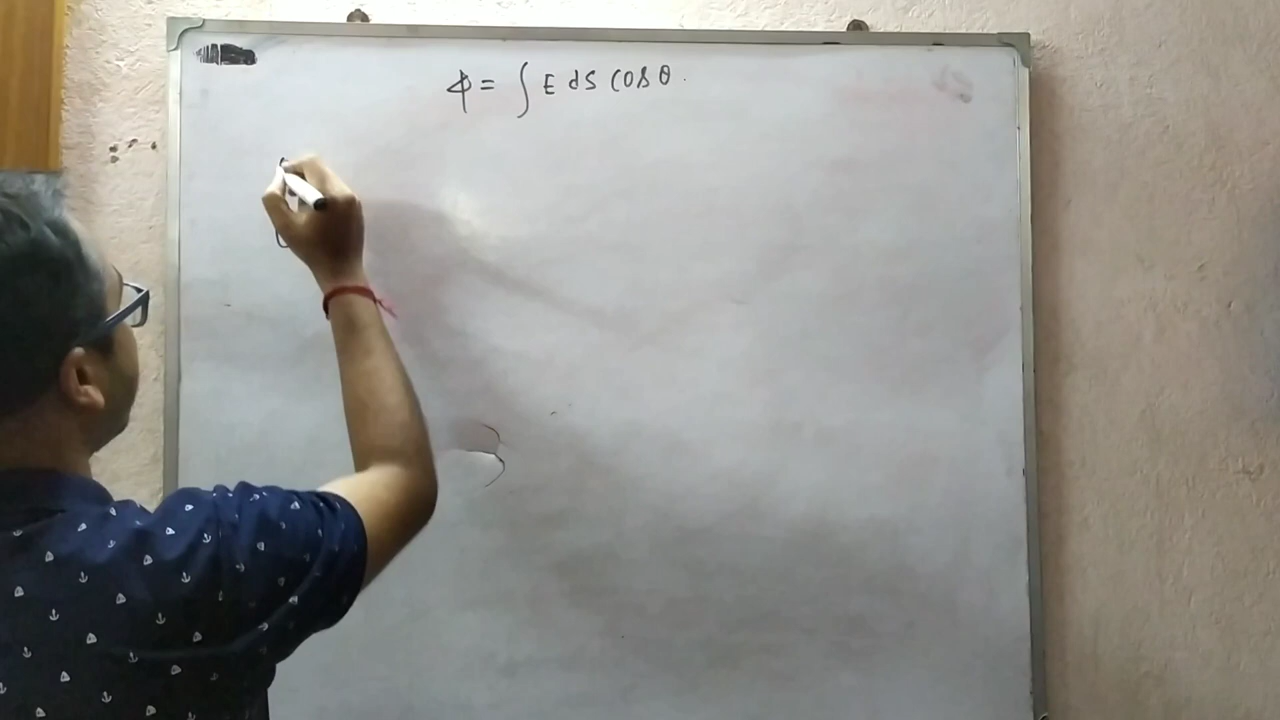 ϕ = ∫ E dS COS θ.